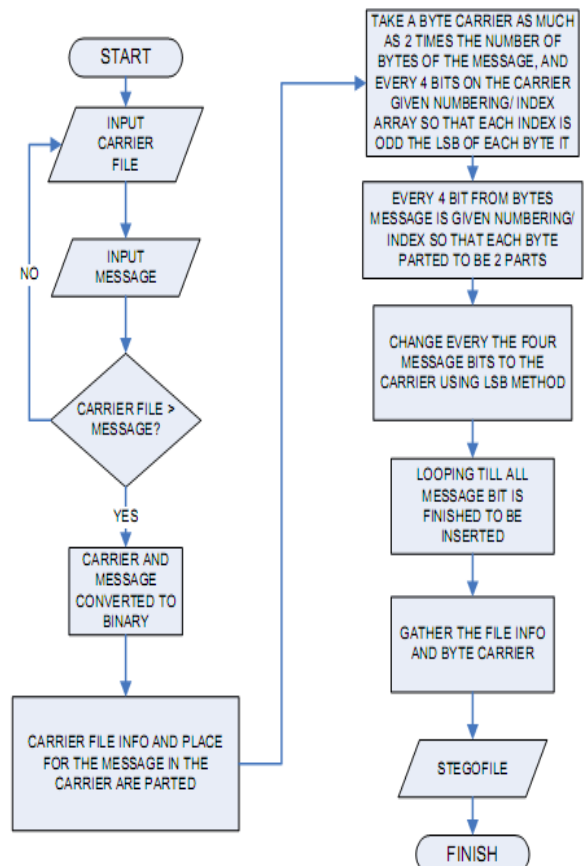 START
INPUT
CARRIER
FILE
INPUT
MESSAGE
NO
CARRIER FILE >
MESSAGE?
YES
CARRIER AND
MESSAGE
CONVERTED TO
BINARY
CARRIER FILE INFO AND PLACE
FOR THE MESSAGE IN THE
CARRIER ARE PARTED
TAKE A BYTE CARRIER AS MUCH
AS 2 TIMES THE NUMBER OF
BYTES OF THE MESSAGE, AND
EVERY 4 BITS ON THE CARRIER
GIVEN NUMBERING/ INDEX
ARRAY SO THAT EACH INDEX IS
ODD THE LSB OF EACH BYTE IT
EVERY 4 BIT FROM BYTES
MESSAGE IS GIVEN NUMBERING/
INDEX SO THAT EACH BYTE
PARTED TO BE 2 PARTS
CHANGE EVERY THE FOUR
MESSAGE BITS TO THE
CARRIER USING LSB METHOD
LOOPING TILL ALL
MESSAGE BIT IS
FINISHED TO BE
INSERTED
GATHER THE FILE INFO
AND BYTE CARRIER
STEGOFILE
FINISH